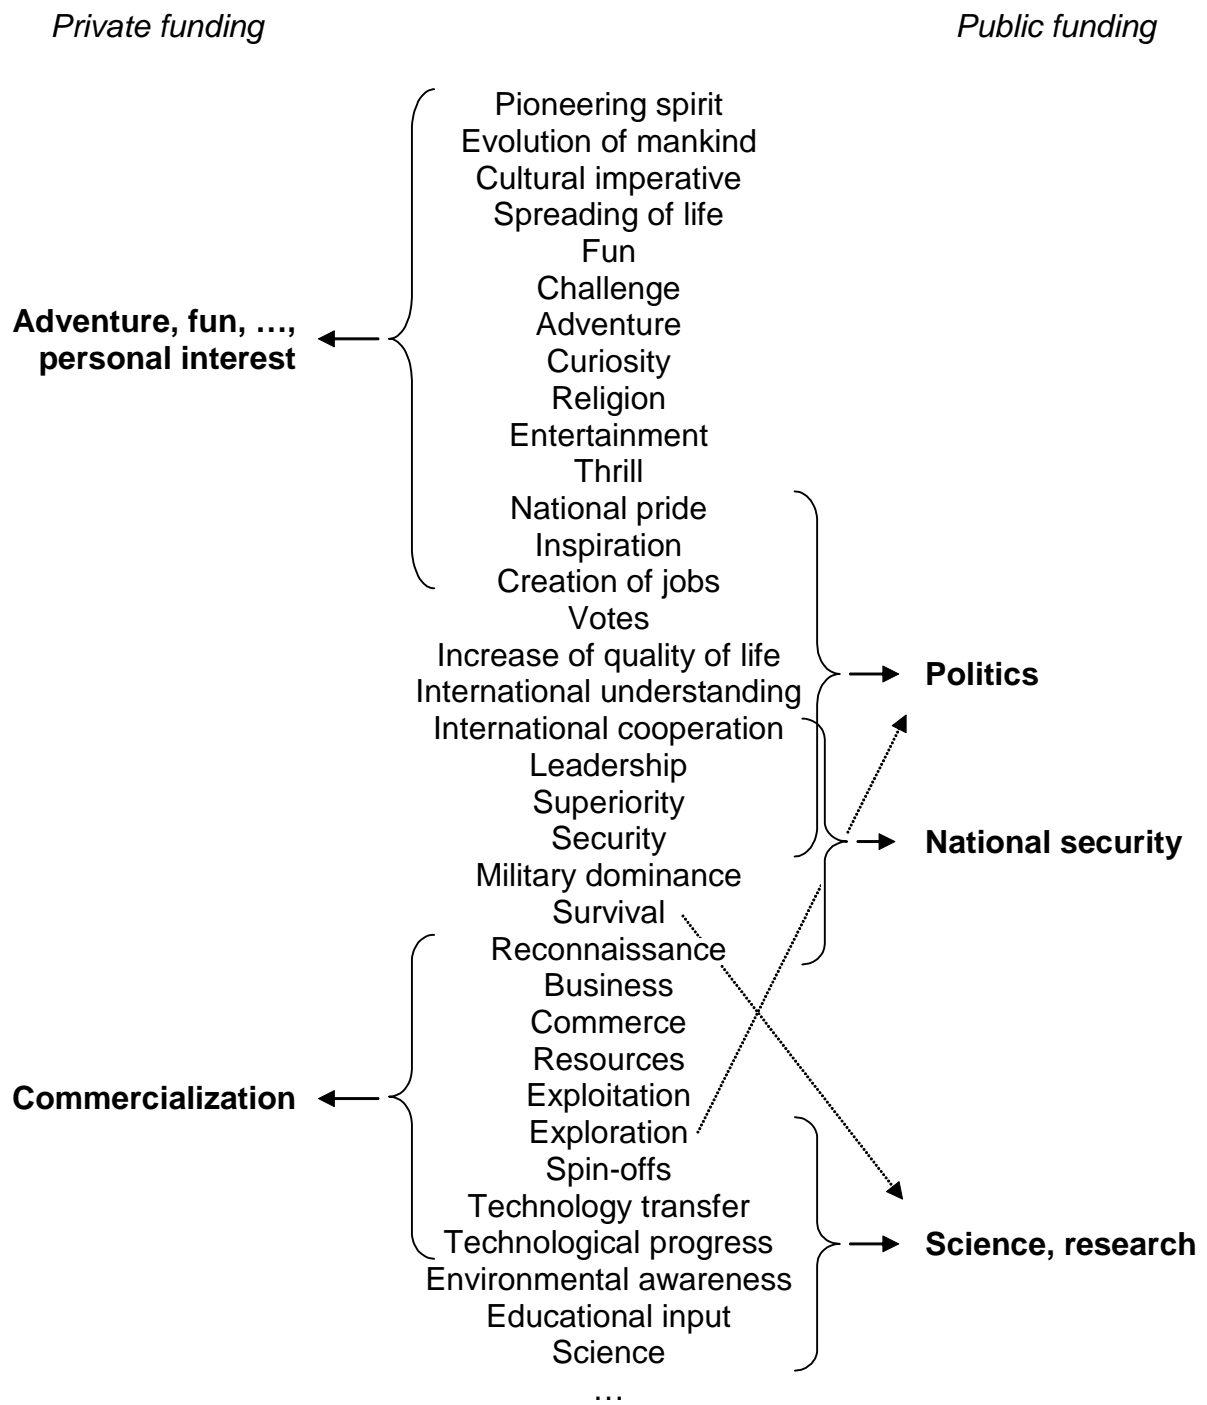 Private funding
Public funding
Pioneering spirit
Evolution of mankind
Cultural imperative
Spreading of life
Fun
Challenge
Adventure, fun, …,
personal interest
Adventure
Curiosity
Religion
Entertainment
Thrill
National pride
Inspiration
Creation of jobs
Votes
Increase of quality of life
International understanding
Politics
International cooperation
Leadership
Superiority
Security
National security
Military dominance
Survival
Reconnaissance
Business
Commerce
Resources
Exploitation
Commercialization
Exploration
Spin-offs
Technology transfer
Technological progress
Science, research
Environmental awareness
Educational input
Science
…